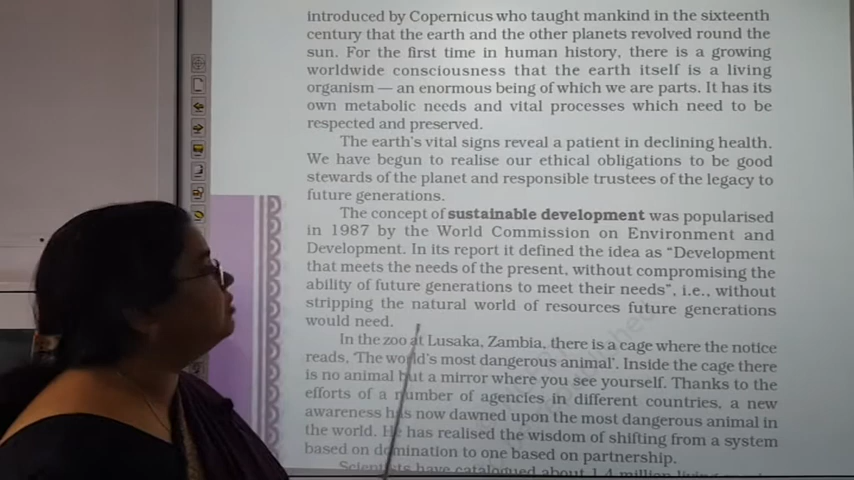 introduced by Copernicus who taught mankind in the sixteenth
century that the earth and the other planets revolved round the
sun. For the first time in human history, there is a growing
worldwide consciousness that the earth itself is a living
organism — an enormous being of which we are parts. It has its
own metabolic needs and vital processes which need to be
respected and preserved.
The earth's vital signs reveal a patient in declining health.
We have begun to realise our ethical obligations to be good
stewards of the planet and responsible trustees of the legacy to
future generations.
The concept of sustainable development was popularised
in 1987 by the World Commission on Environment and
Development. In its report it defined the idea as "Development
that meets the needs of the present, without compromising the
ability of future generations to meet their needs", i.e., without
stripping the natural world of resources future generations
would need.
In the zoo at Lusaka, Zambia, there is a cage where the notice
reads, 'The world's most dangerous animal'. Inside the cage there
is no animal but a mirror where you see yourself. Thanks to the
efforts of a number of agencies in different countries, a new
awareness has now dawned upon the most dangerous animal in
the world. He has realised the wisdom of shifting from a system
based on domination to one based on partnership.
Scientists have catalogued about 1.4 million living